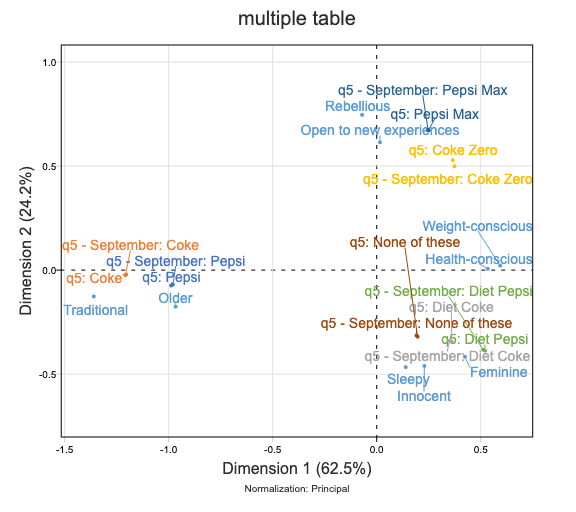 multiple table
1.0
0.5
0.0
-0.5
Dimension 2 (24.2%)
q5 - September: Pepsi Max
Rebellious
q5: Pepsi Max
Open to new experiences
q5: Coke Zero
q5 - September: Coke Zero
Weight-conscious
q5: None of these
q5 - September: Coke
Health-conscious
q5 - September: Pepsi
q5: Coke
q5: Pepsi
q5 - September: Diet Pepsi
Older
Traditional
q5: Diet Coke
q5 - September: None of these
q5: Diet Pepsi
q5 - September: Diet Coke
Feminine
Sleepy
Innocent
-1.5
-1.0
-0.5
0.0
0.5
Dimension 1 (62.5%)
Normalization: Principal